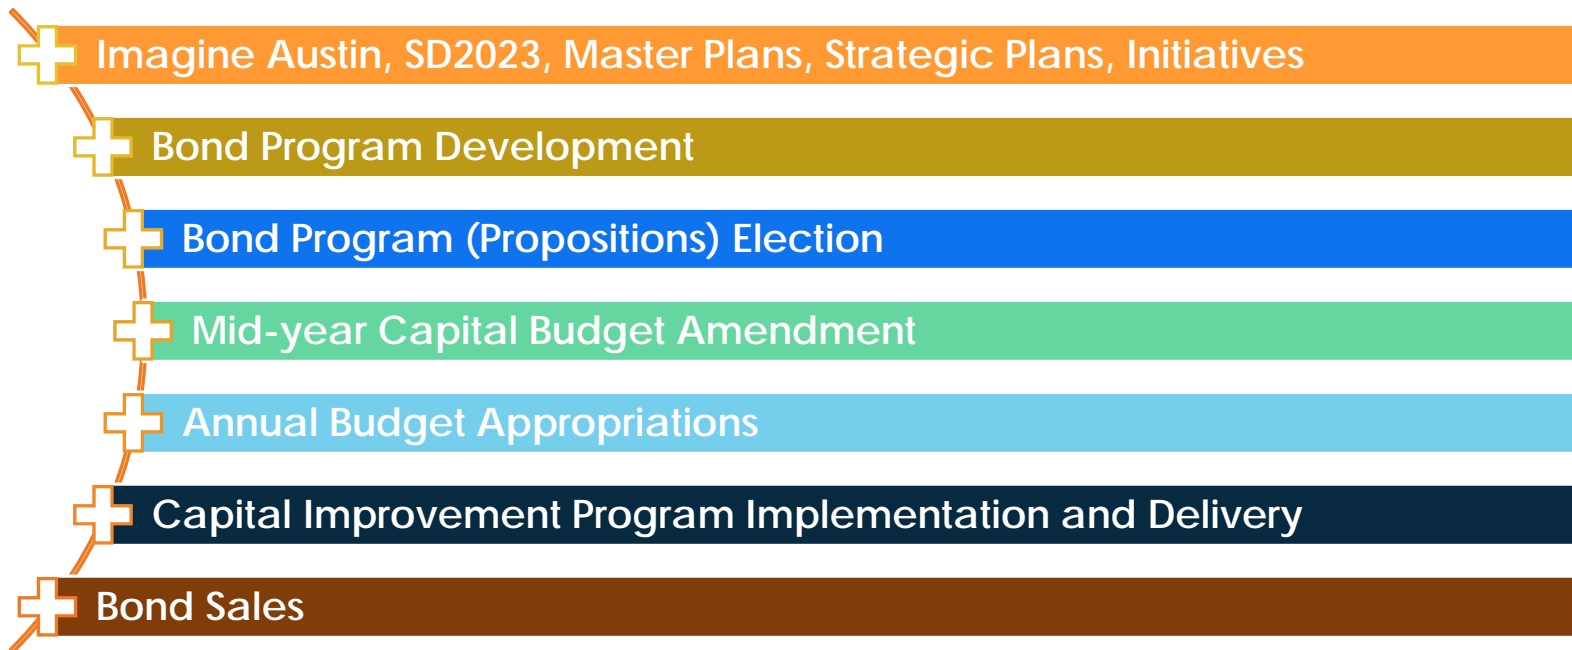 Imagine Austin, SD2023, Master Plans, Strategic Plans, Initiatives
Bond Program Development
Bond Program (Propositions) Election
Mid-year Capital Budget Amendment
Annual Budget Appropriations
Capital Improvement Program Implementation and Delivery
Bond Sales